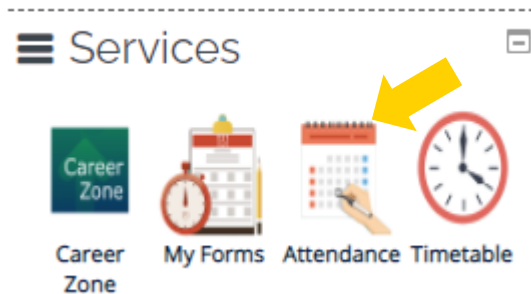 Services
Career
Zone
Career
Zone
My Forms
Attendance
Timetable